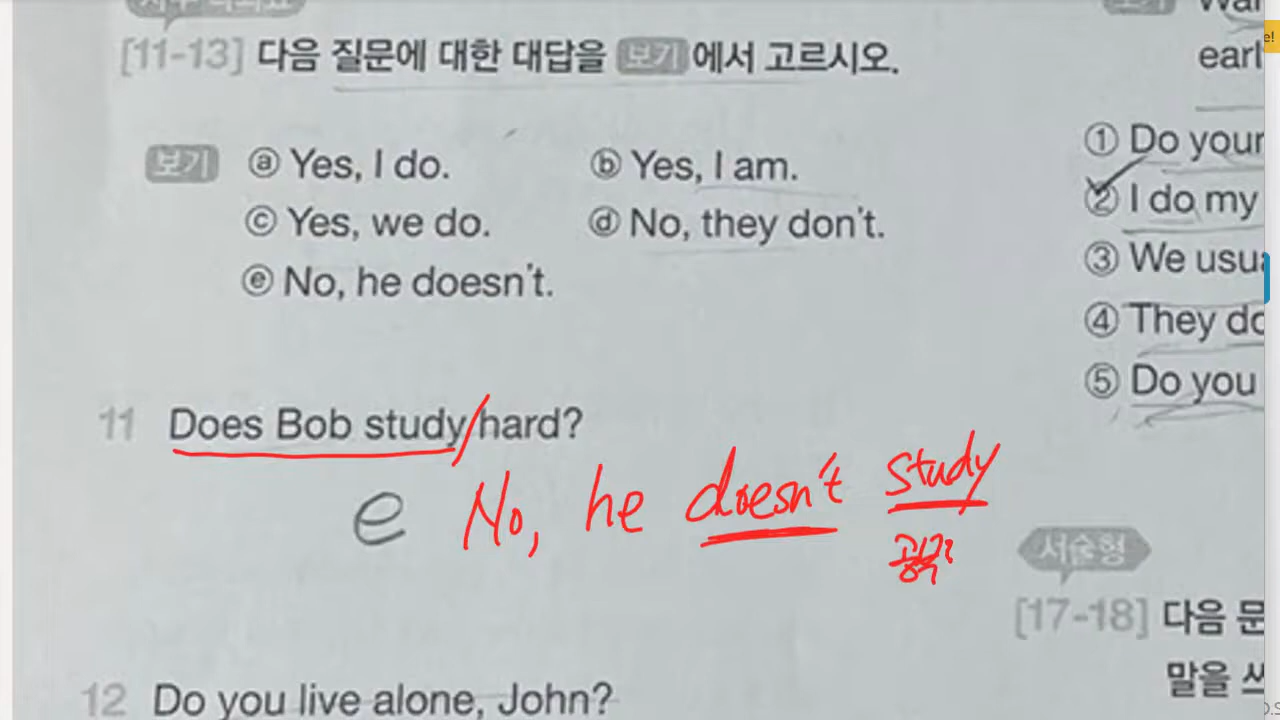 [11-13] 다음 질문에 대한 대답을 보기 에서 고르시오.
보기 ⓐ Yes, I do. ⓑ Yes, I am.
ⓒ Yes, we do. ⓓ No, they don't.
ⓔ No, he doesn't.
11 Does Bob study/hard?
e No, he doesn't study
12 Do you live alone, John?
earl
① Do your
② I do my
③ We usua
④ They do
⑤ Do you
서술형
[17-18] 다음 문
말을 쓰